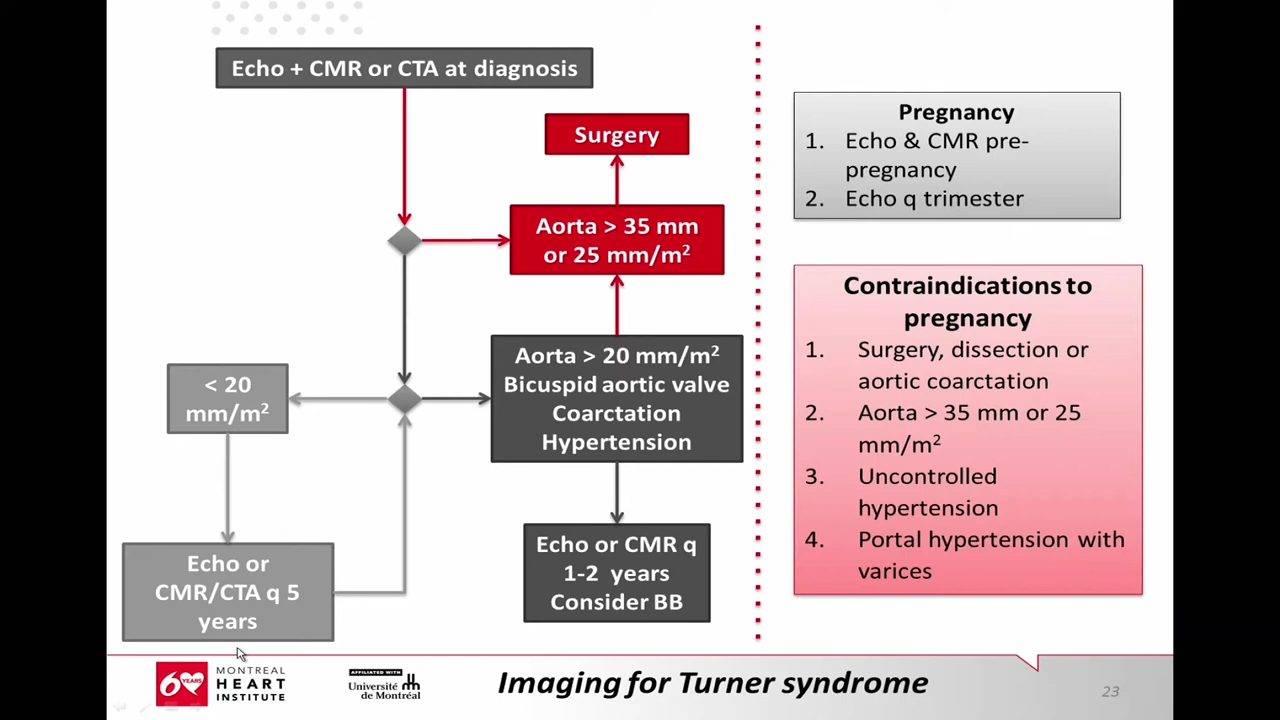 Echo + CMR or CTA at diagnosis
Surgery
Aorta > 35 mm
or 25 mm/m²
Aorta > 20 mm/m²
Bicuspid aortic valve
Coarctation
Hypertension
< 20
mm/m²
Echo or
CMR/CTA q 5
years
Echo or CMR q
1-2 years
Consider BB
Pregnancy
1. Echo & CMR pre-
pregnancy
2. Echo q trimester
Contraindications to
pregnancy
1. Surgery, dissection or
aortic coarctation
2. Aorta > 35 mm or 25
mm/m²
3. Uncontrolled
hypertension
4. Portal hypertension with
varices
60 YEARS
MONTREAL
HEART
INSTITUTE
AFFILIATED WITH
Université
de Montréal
Imaging for Turner syndrome
23